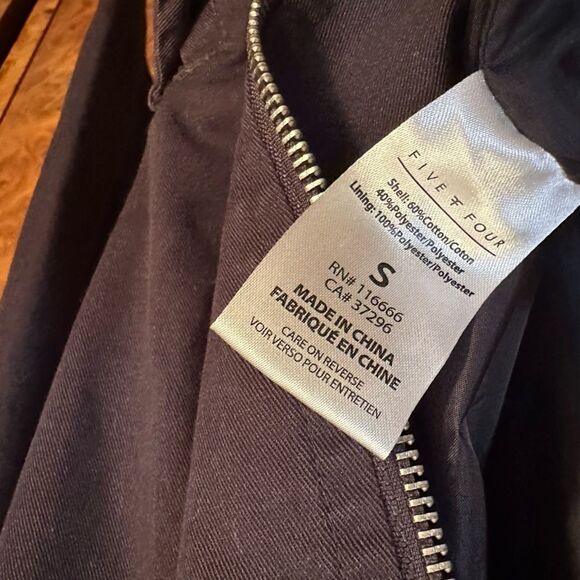 FIVE FOUR
Shell: 60%Cotton/Coton
40%Polyester/Polyester
Lining: 100%Polyester/Polyester
S
RN# 116666
CA# 37296
MADE IN CHINA
FABRIQUÉ EN CHINE
CARE ON REVERSE
VOIR VERSO POUR ENTRETIEN